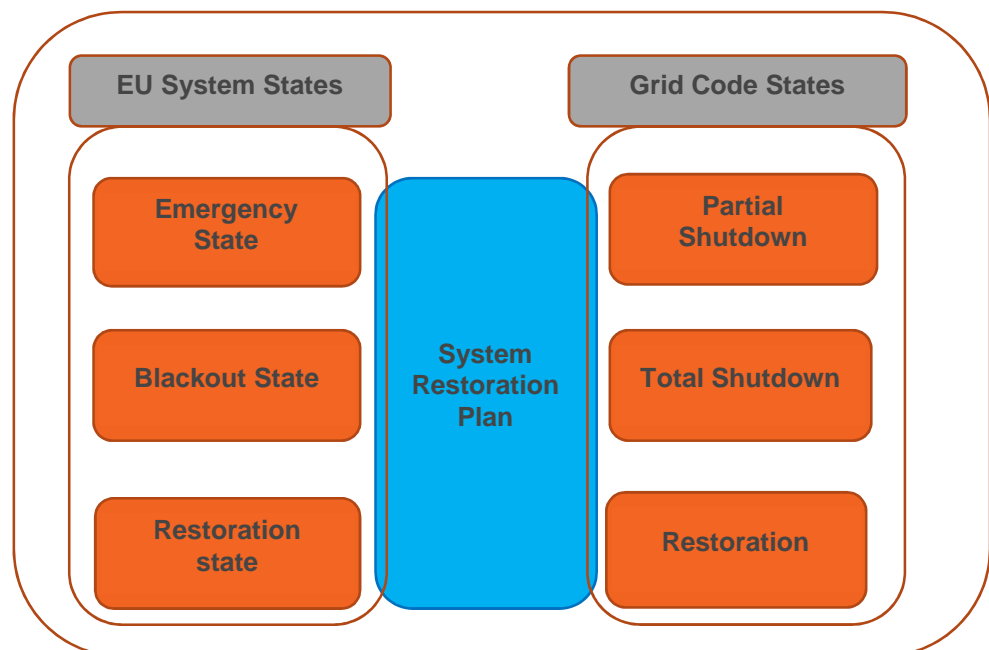 EU System States
Grid Code States
Emergency
State
Partial
Shutdown
Blackout State
System
Restoration
Plan
Total Shutdown
Restoration
state
Restoration